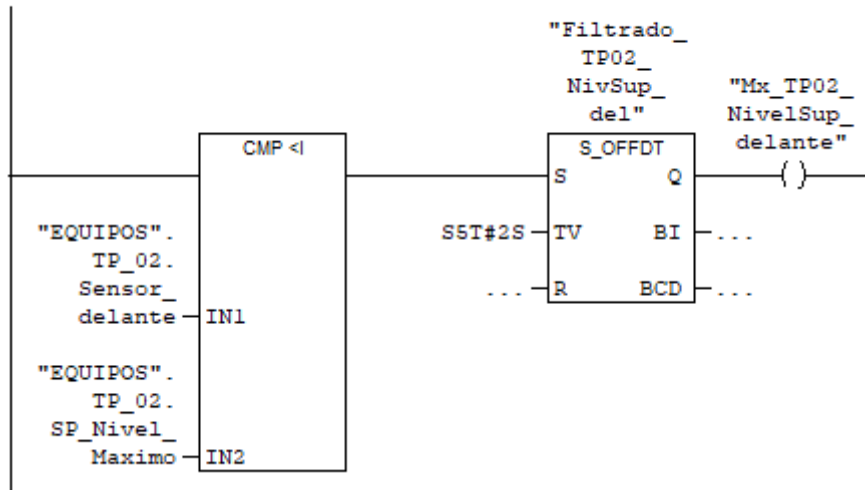 "Filtrado_
TP02_
NivSup_
del"
"Mx_TP02_
NivelSup_
delante"
CMP <I
S_OFFDT
S Q
"EQUIPOS".
TP_02.
Sensor_
delante IN1
S5T#2S TV BI ...
... R BCD ...
"EQUIPOS".
TP_02.
SP_Nivel_
Maximo IN2